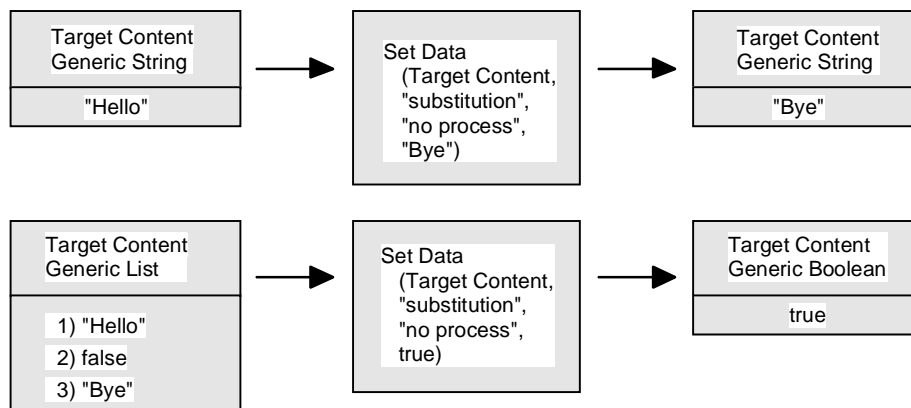 Target Content
Generic String
"Hello"
Set Data
(Target Content,
"substitution",
"no process",
"Bye")
Target Content
Generic String
"Bye"
Target Content
Generic List
1) "Hello"
2) false
3) "Bye"
Set Data
(Target Content,
"substitution",
"no process",
true)
Target Content
Generic Boolean
true